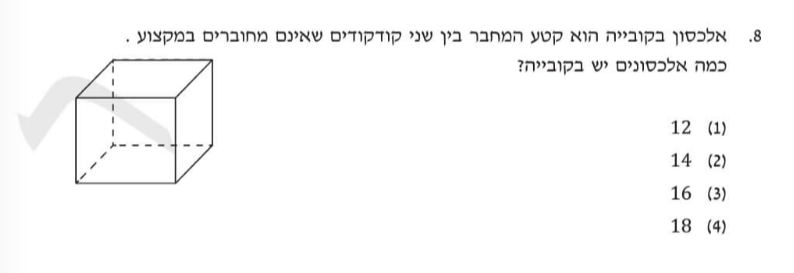 8. אלכסון בקובייה הוא קטע המחבר בין שני קודקודים שאינם מחוברים במקצוע .
כמה אלכסונים יש בקובייה?
(1) 12
(2) 14
(3) 16
(4) 18